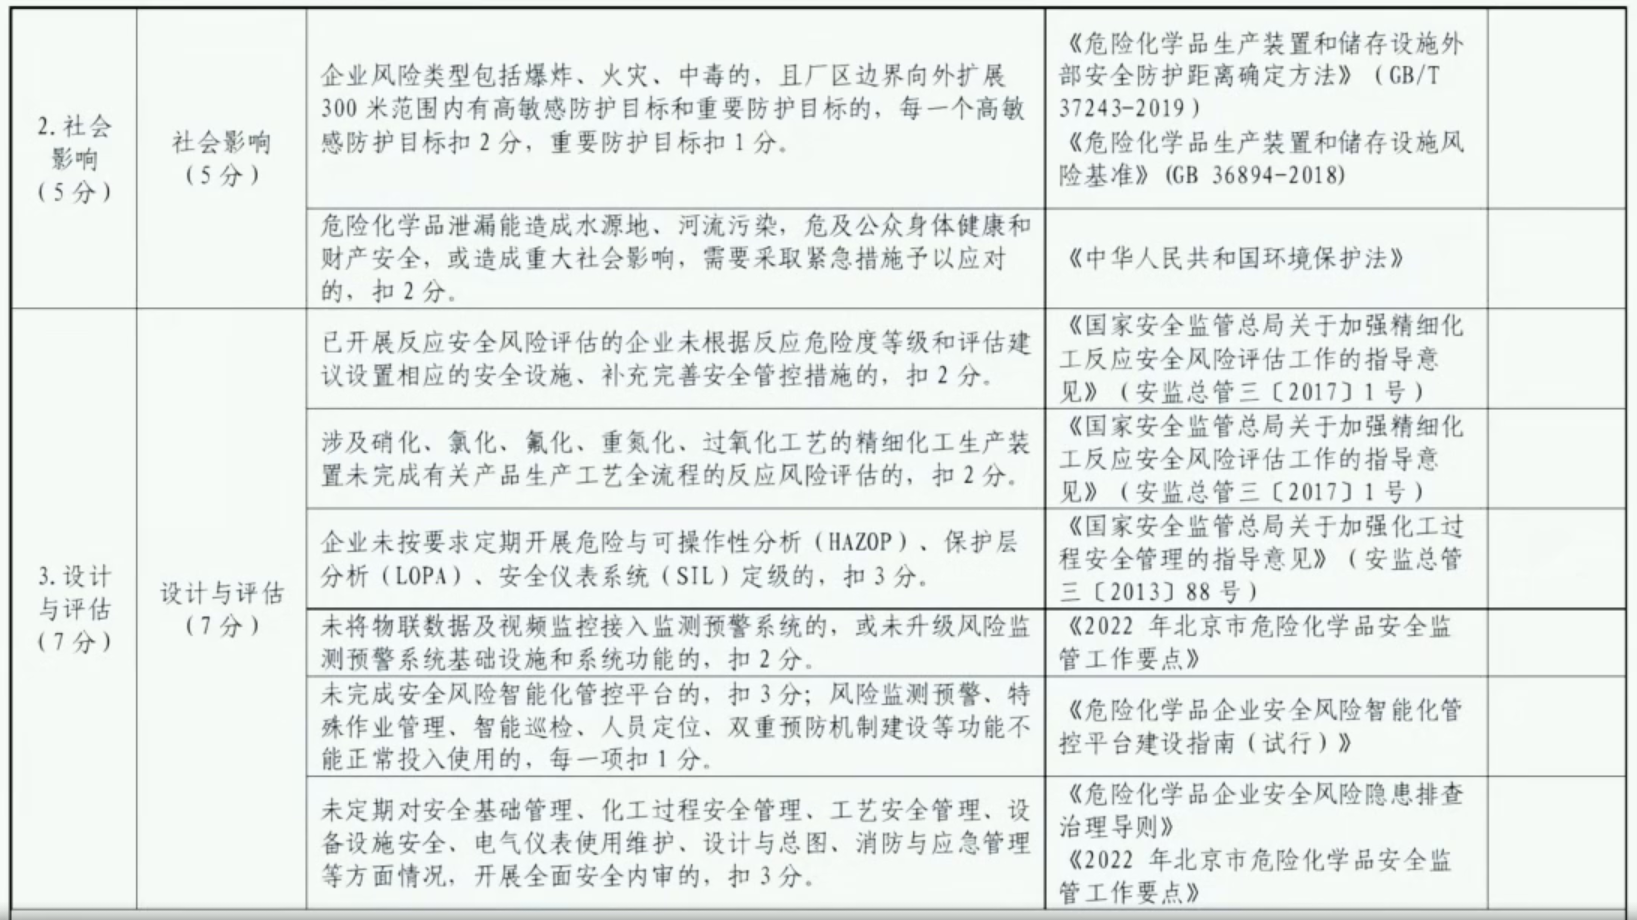 2.社会
影响
（5分）
社会影响
（5分）
企业风险类型包括爆炸、火灾、中毒的，且厂区边界向外扩展
300米范围内有高敏感防护目标和重要防护目标的，每一个高敏
感防护目标扣2分，重要防护目标扣1分。
《危险化学品生产装置和储存设施外
部安全防护距离确定方法》（GB/T
37243-2019）
《危险化学品生产装置和储存设施风
险基准》(GB 36894-2018)
危险化学品泄漏能造成水源地、河流污染，危及公众身体健康和
财产安全，或造成重大社会影响，需要采取紧急措施予以应对
的，扣2分。
《中华人民共和国环境保护法》
3.设计
与评估
（7分）
设计与评估
（7分）
已开展反应安全风险评估的企业未根据反应危险度等级和评估建
议设置相应的安全设施、补充完善安全管控措施的，扣2分。
《国家安全监管总局关于加强精细化
工反应安全风险评估工作的指导意
见》（安监总管三〔2017〕1号）
涉及硝化、氯化、氟化、重氮化、过氧化工艺的精细化工生产装
置未完成有关产品生产工艺全流程的反应风险评估的，扣2分。
《国家安全监管总局关于加强精细化
工反应安全风险评估工作的指导意
见》（安监总管三〔2017〕1号）
企业未按要求定期开展危险与可操作性分析（HAZOP）、保护层
分析（LOPA）、安全仪表系统（SIL）定级的，扣3分。
《国家安全监管总局关于加强化工过
程安全管理的指导意见》（安监总管
三〔2013〕88号）
未将物联数据及视频监控接入监测预警系统的，或未升级风险监
测预警系统基础设施和系统功能的，扣2分。
《2022 年北京市危险化学品安全监
管工作要点》
未完成安全风险智能化管控平台的，扣3分；风险监测预警、特
殊作业管理、智能巡检、人员定位、双重预防机制建设等功能不
能正常投入使用的，每一项扣1分。
《危险化学品企业安全风险智能化管
控平台建设指南（试行）》
未定期对安全基础管理、化工过程安全管理、工艺安全管理、设
备设施安全、电气仪表使用维护、设计与总图、消防与应急管理
等方面情况，开展全面安全内审的，扣3分。
《危险化学品企业安全风险隐患排查
治理导则》
《2022 年北京市危险化学品安全监
管工作要点》